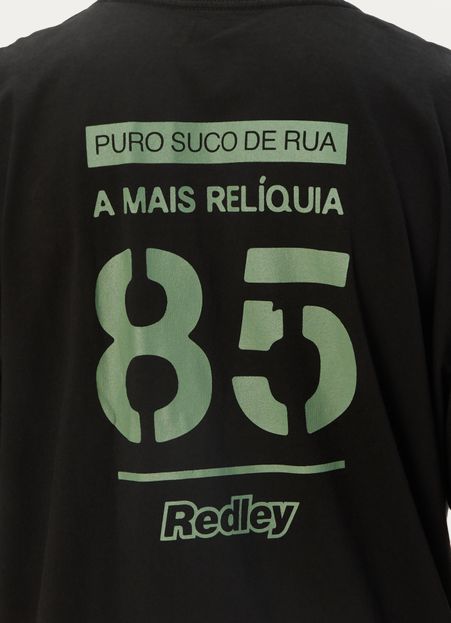 PURO SUCO DE RUA
A MAIS RELÍQUIA
85
Redley